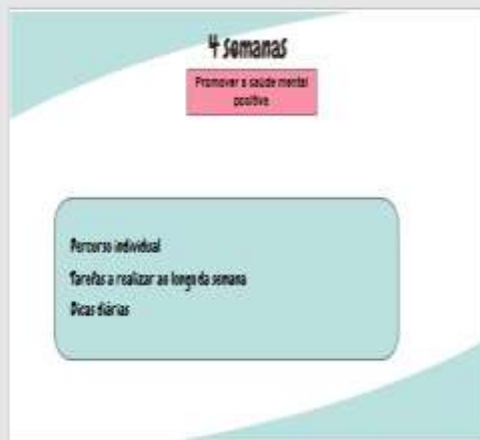 4 semanas
Promover a saúde mental
positiva
Percurso individual
Tarefas a realizar ao longo da semana
Dicas diárias